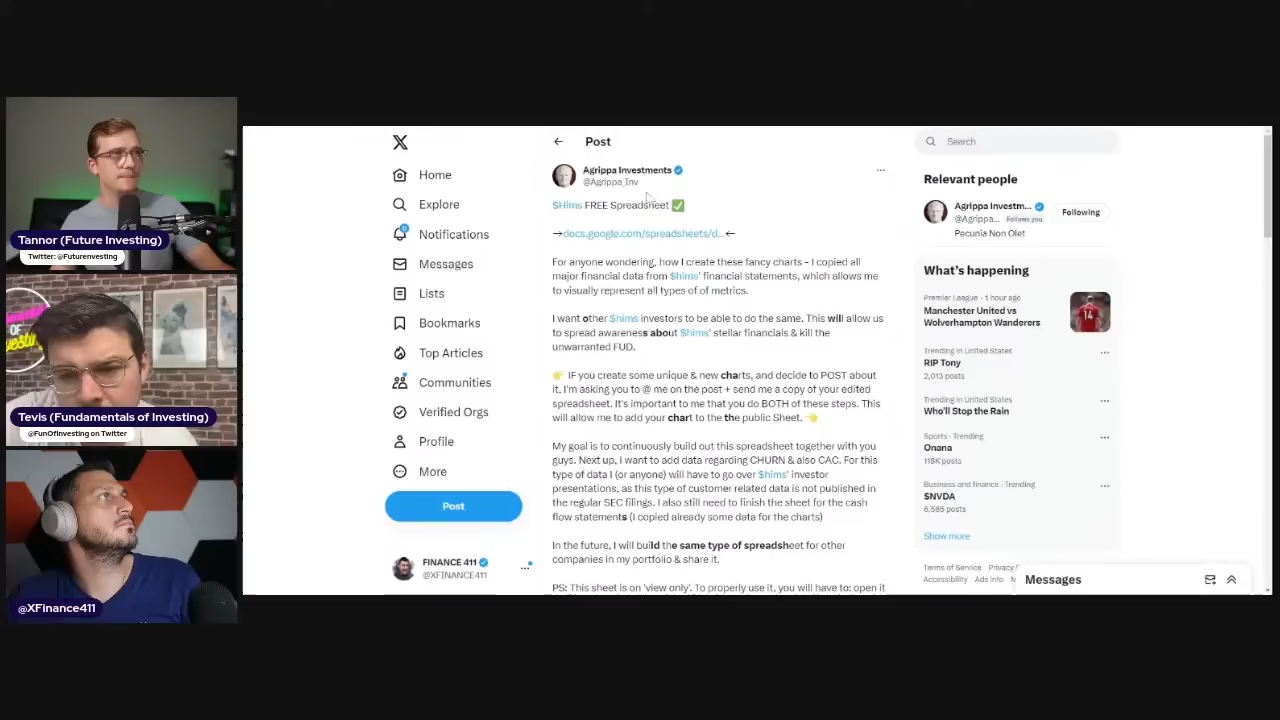 Tannor (Future Investing)
Twitter: @Futurenvesting
OF
Tevis (Fundamentals of Investing)
@FunOfInvesting on Twitter
@XFinance411
Home
Explore
Notifications
Messages
Lists
Bookmarks
Top Articles
Communities
Verified Orgs
Profile
More
Post
FINANCE 411
@XFINANCE411
Post
Agrippa Investments
@Agrippa_Inv
$Hims FREE Spreadsheet ✅
→docs.google.com/spreadsheets/d...←
For anyone wondering, how I create these fancy charts - I copied all
major financial data from $hims' financial statements, which allows me
to visually represent all types of of metrics.
I want other $hims investors to be able to do the same. This will allow us
to spread awareness about $hims' stellar financials & kill the
unwarranted FUD.
👉 IF you create some unique & new charts, and decide to POST about
it, I'm asking you to @ me on the post + send me a copy of your edited
spreadsheet. It's important to me that you do BOTH of these steps. This
will allow me to add your chart to the the public Sheet. 👈
My goal is to continuously build out this spreadsheet together with you
guys. Next up, I want to add data regarding CHURN & also CAC. For this
type of data I (or anyone) will have to go over $hims' investor
presentations, as this type of customer related data is not published in
the regular SEC filings. I also still need to finish the sheet for the cash
flow statements (I copied already some data for the charts)
In the future, I will build the same type of spreadsheet for other
companies in my portfolio & share it.
PS: This sheet is on 'view only'. To properly use it, you will have to: open it
Search
Relevant people
Agrippa Investm...
@Agrippa... Follows you
Following
Pecunia Non Olet
What's happening
Premier League · 1 hour ago
Manchester United vs
Wolverhampton Wanderers
Trending in United States
RIP Tony
2,013 posts
Trending in United States
Who'll Stop the Rain
Sports · Trending
Onana
118K posts
Business and finance · Trending
$NVDA
6,565 posts
Show more
Terms of Service Privacy
Accessibility Ads info
Messages